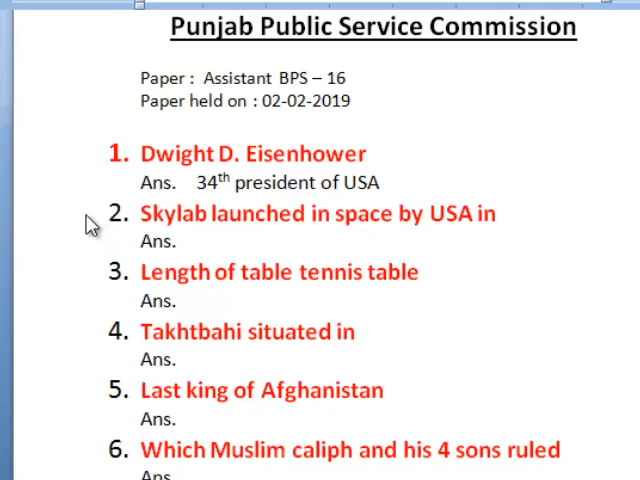 Punjab Public Service Commission
Paper : Assistant BPS – 16
Paper held on : 02-02-2019
1. Dwight D. Eisenhower
Ans. 34th president of USA
2. Skylab launched in space by USA in
Ans.
3. Length of table tennis table
Ans.
4. Takhtbahi situated in
Ans.
5. Last king of Afghanistan
Ans.
6. Which Muslim caliph and his 4 sons ruled
Ans.